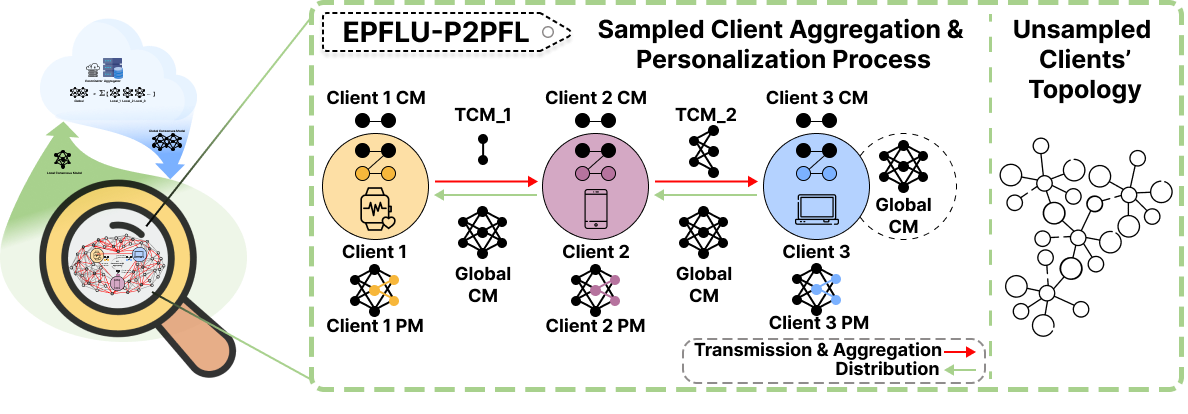 EPFLU-P2PFL
Sampled Client Aggregation &
Personalization Process
Unsampled
Clients'
Topology
Client 1 CM
TCM_1
Client 2 CM
TCM_2
Client 3 CM
Global
CM
Client 1
Client 2
Client 3
Global
CM
Global
CM
Client 1 PM
Client 2 PM
Client 3 PM
Transmission & Aggregation
Distribution
Global Consensus Model
Local Consensus Model